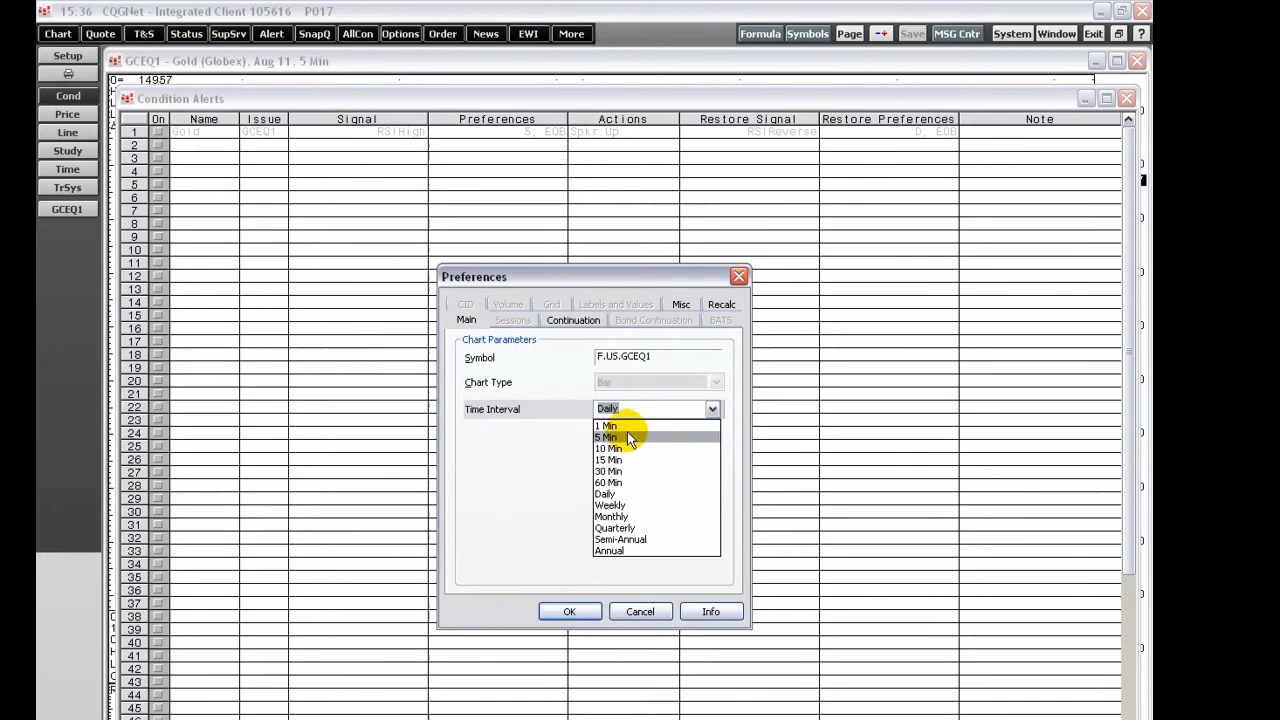 15:36 CQGNet - Integrated Client 105616 P017
Chart Quote T&S Status SupSrv Alert SnapQ AllCon Options Order News EWI More Formula Symbols Page Save MSG Cntr System Window Exit ?
Setup
GCEQ1 - Gold (Globex), Aug 11, 5 Min
O= 14957
Cond
Price
Line
Study
Time
TrSys
GCEQ1
Condition Alerts
On Name Issue Signal Preferences Actions Restore Signal Restore Preferences Note
1 Gold GCEQ1 RSIHigh 5; EOB Spkr:Up RSIReverse D; EOB
2
3
4
5
6
7
8
9
10
11
12
13
14
15
16
17
18
19
20
21
22
23
24
25
26
27
28
29
30
31
32
33
34
35
36
37
38
39
40
41
42
43
44
45
Preferences
CID Volume Grid Labels and Values Misc Recalc
Main Sessions Continuation Bond Continuation BATS
Chart Parameters
Symbol F.US.GCEQ1
Chart Type Bar
Time Interval Daily
1 Min
5 Min
10 Min
15 Min
30 Min
60 Min
Daily
Weekly
Monthly
Quarterly
Semi-Annual
Annual
OK Cancel Info